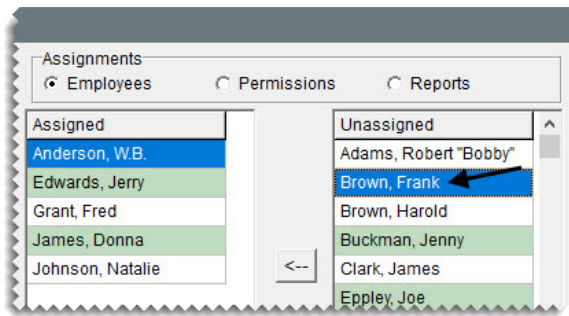 Assignments
Employees Permissions Reports
Assigned
Anderson, W.B.
Edwards, Jerry
Grant, Fred
James, Donna
Johnson, Natalie
<--
Unassigned
Adams, Robert "Bobby"
Brown, Frank
Brown, Harold
Buckman, Jenny
Clark, James
Eppley, Joe